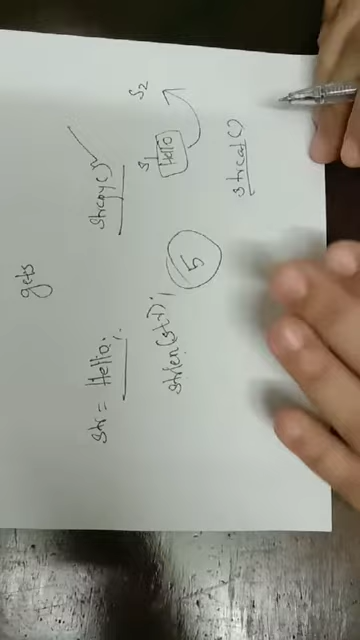 gets
str = Hello;
strlen(str);
5
strcpy()
S1
Hello
S2
strcat()